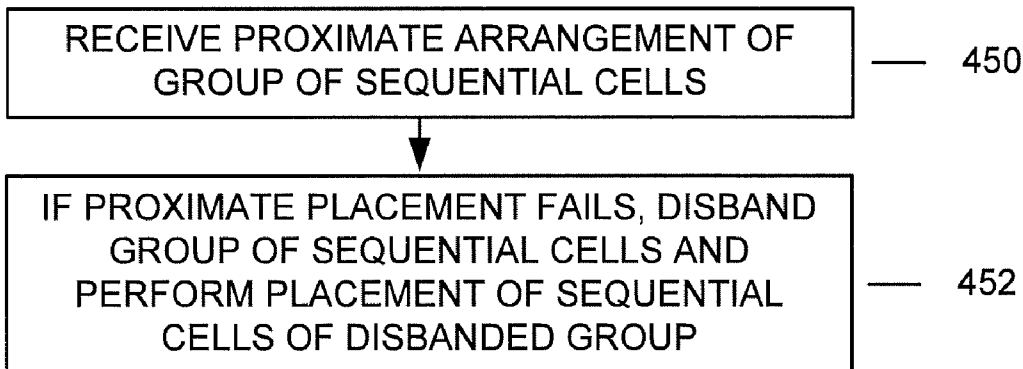 RECEIVE PROXIMATE ARRANGEMENT OF
GROUP OF SEQUENTIAL CELLS
450
IF PROXIMATE PLACEMENT FAILS, DISBAND
GROUP OF SEQUENTIAL CELLS AND
PERFORM PLACEMENT OF SEQUENTIAL
CELLS OF DISBANDED GROUP
452